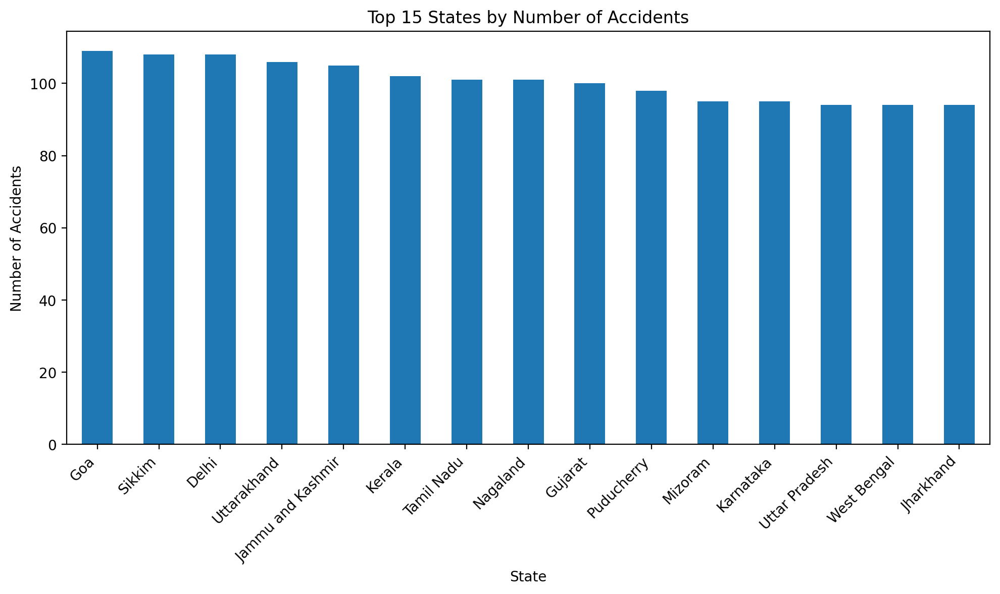 Top 15 States by Number of Accidents
Number of Accidents
100
80
60
40
20
0
Goa
Sikkim
Delhi
Uttarakhand
Jammu and Kashmir
Kerala
Tamil Nadu
Nagaland
Gujarat
Puducherry
Mizoram
Karnataka
Uttar Pradesh
West Bengal
Jharkhand
State